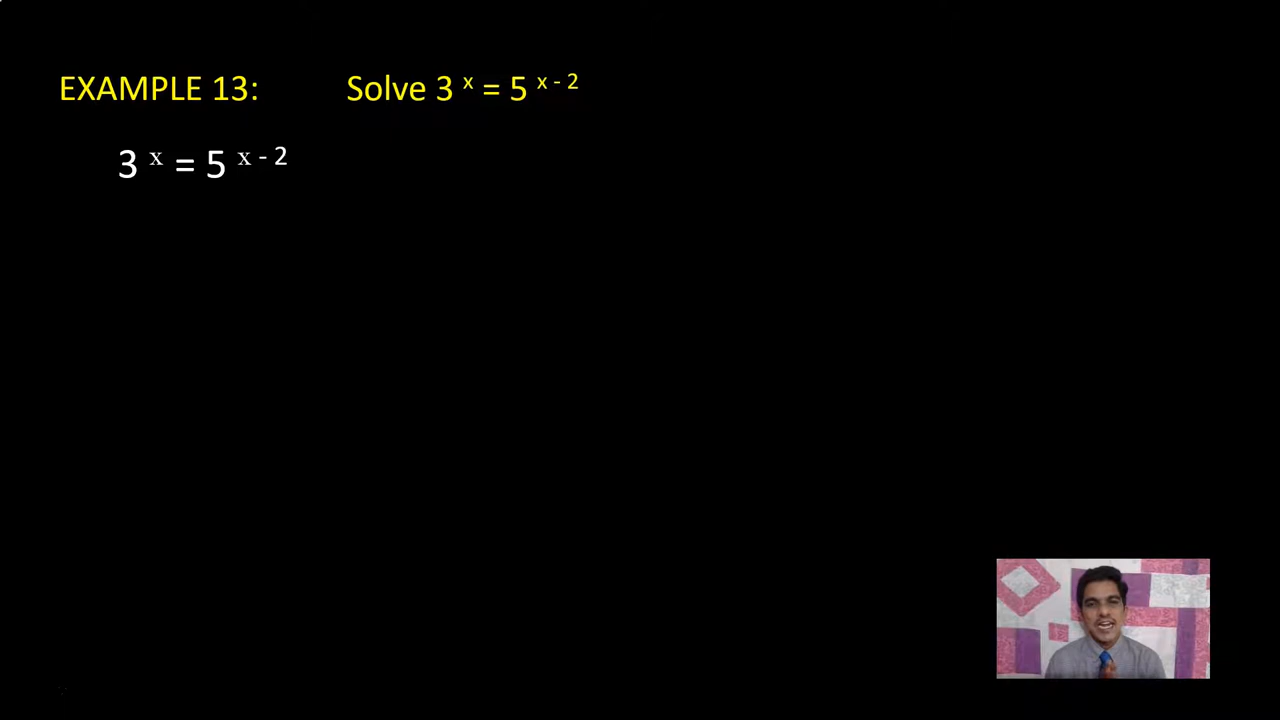 EXAMPLE 13: Solve 3 ˣ = 5 ˣ ⁻ ²
3 ˣ = 5 ˣ ⁻ ²